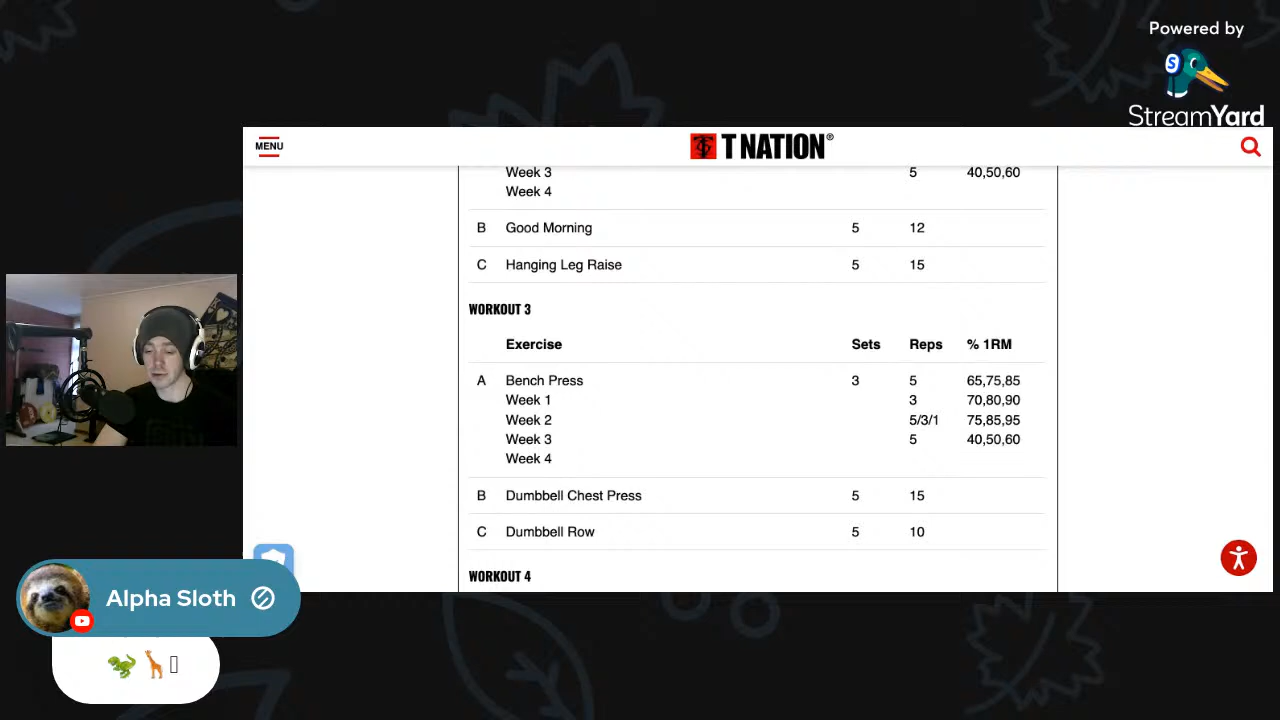 Powered by
StreamYard
MENU
T NATION®
Week 3 5 40,50,60
Week 4
B Good Morning 5 12
C Hanging Leg Raise 5 15
WORKOUT 3
Exercise Sets Reps % 1RM
A Bench Press 3 5 65,75,85
Week 1 3 70,80,90
Week 2 5/3/1 75,85,95
Week 3 5 40,50,60
Week 4
B Dumbbell Chest Press 5 15
C Dumbbell Row 5 10
WORKOUT 4
Alpha Sloth